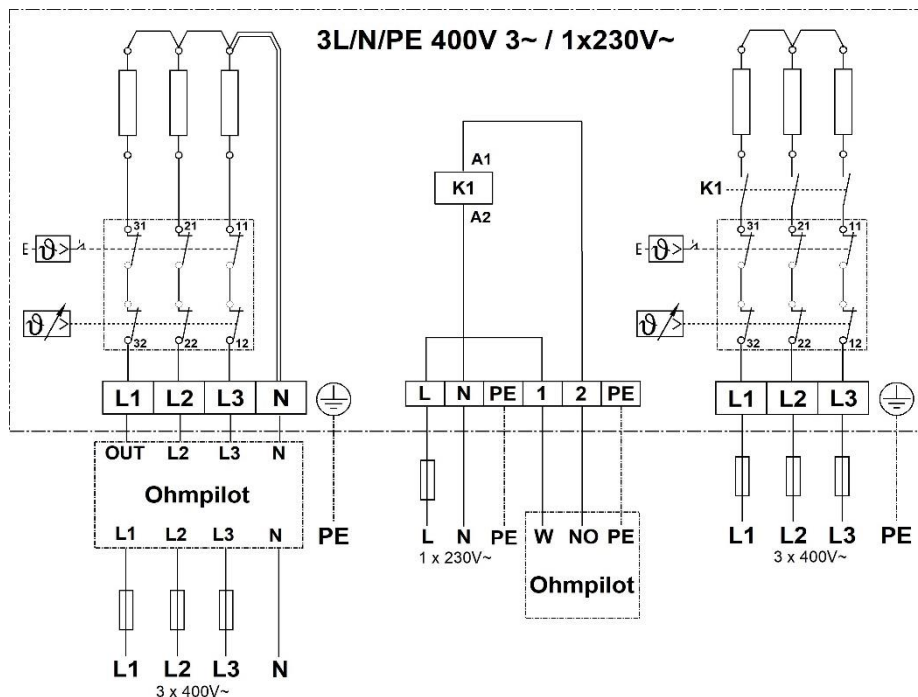 3L/N/PE 400V 3~ / 1x230V~
A1
K1
A2
K1
31 21 11
E ϑ >
ϑ >
32 22 12
31 21 11
E ϑ >
ϑ >
32 22 12
L1 L2 L3 N
L N PE 1 2 PE
L1 L2 L3
OUT L2 L3 N
Ohmpilot
L1 L2 L3 N
PE
L N PE
1 x 230V~
W NO PE
Ohmpilot
L1 L2 L3 PE
3 x 400V~
L1 L2 L3 N
3 x 400V~